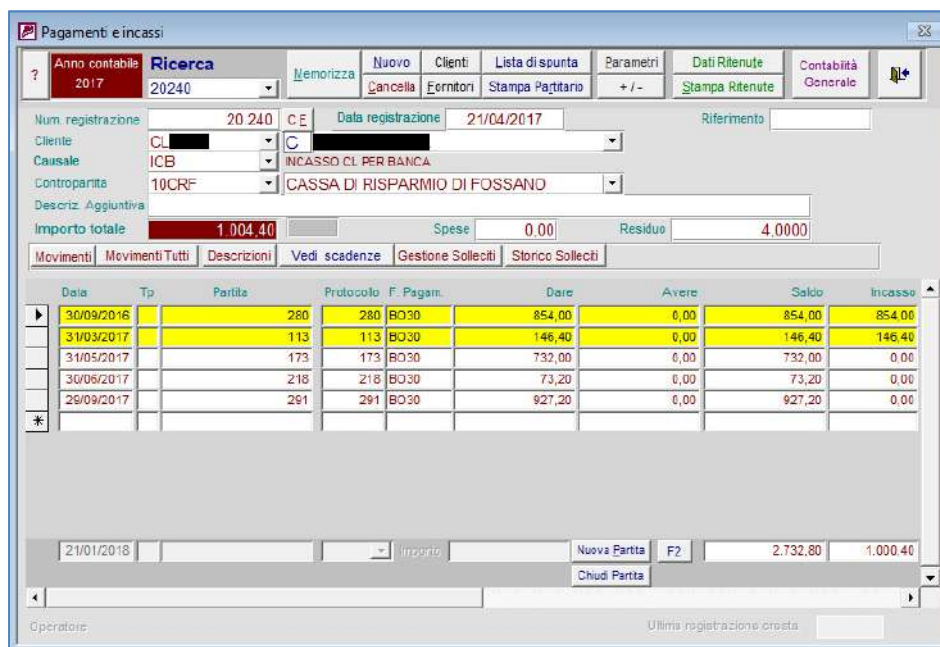 Pagamenti e incassi
? Anno contabile 2017 Ricerca 20240 Memorizza Nuovo Clienti Lista di spunta Parametri Dati Ritenute Contabilità Generale
Cancella Fornitori Stampa Partitario + / - Stampa Ritenute
Num. registrazione 20.240 C E Data registrazione 21/04/2017 Riferimento
Cliente CL C
Causale ICB INCASSO CL PER BANCA
Contropartita 10CRF CASSA DI RISPARMIO DI FOSSANO
Descriz. Aggiuntiva
Importo totale 1.004,40 Spese 0,00 Residuo 4,0000
Movimenti Movimenti Tutti Descrizioni Vedi scadenze Gestione Solleciti Storico Solleciti
Data Tp Partita Protocollo F. Pagam. Dare Avere Saldo Incasso
30/09/2016 280 280 BO30 854,00 0,00 854,00 854,00
31/03/2017 113 113 BO30 146,40 0,00 146,40 146,40
31/05/2017 173 173 BO30 732,00 0,00 732,00 0,00
30/06/2017 218 218 BO30 73,20 0,00 73,20 0,00
29/09/2017 291 291 BO30 927,20 0,00 927,20 0,00
*
21/01/2018 Importo Nuova Partita F2 2.732,80 1.000,40
Chiudi Partita
Operatore Ultima registrazione creata